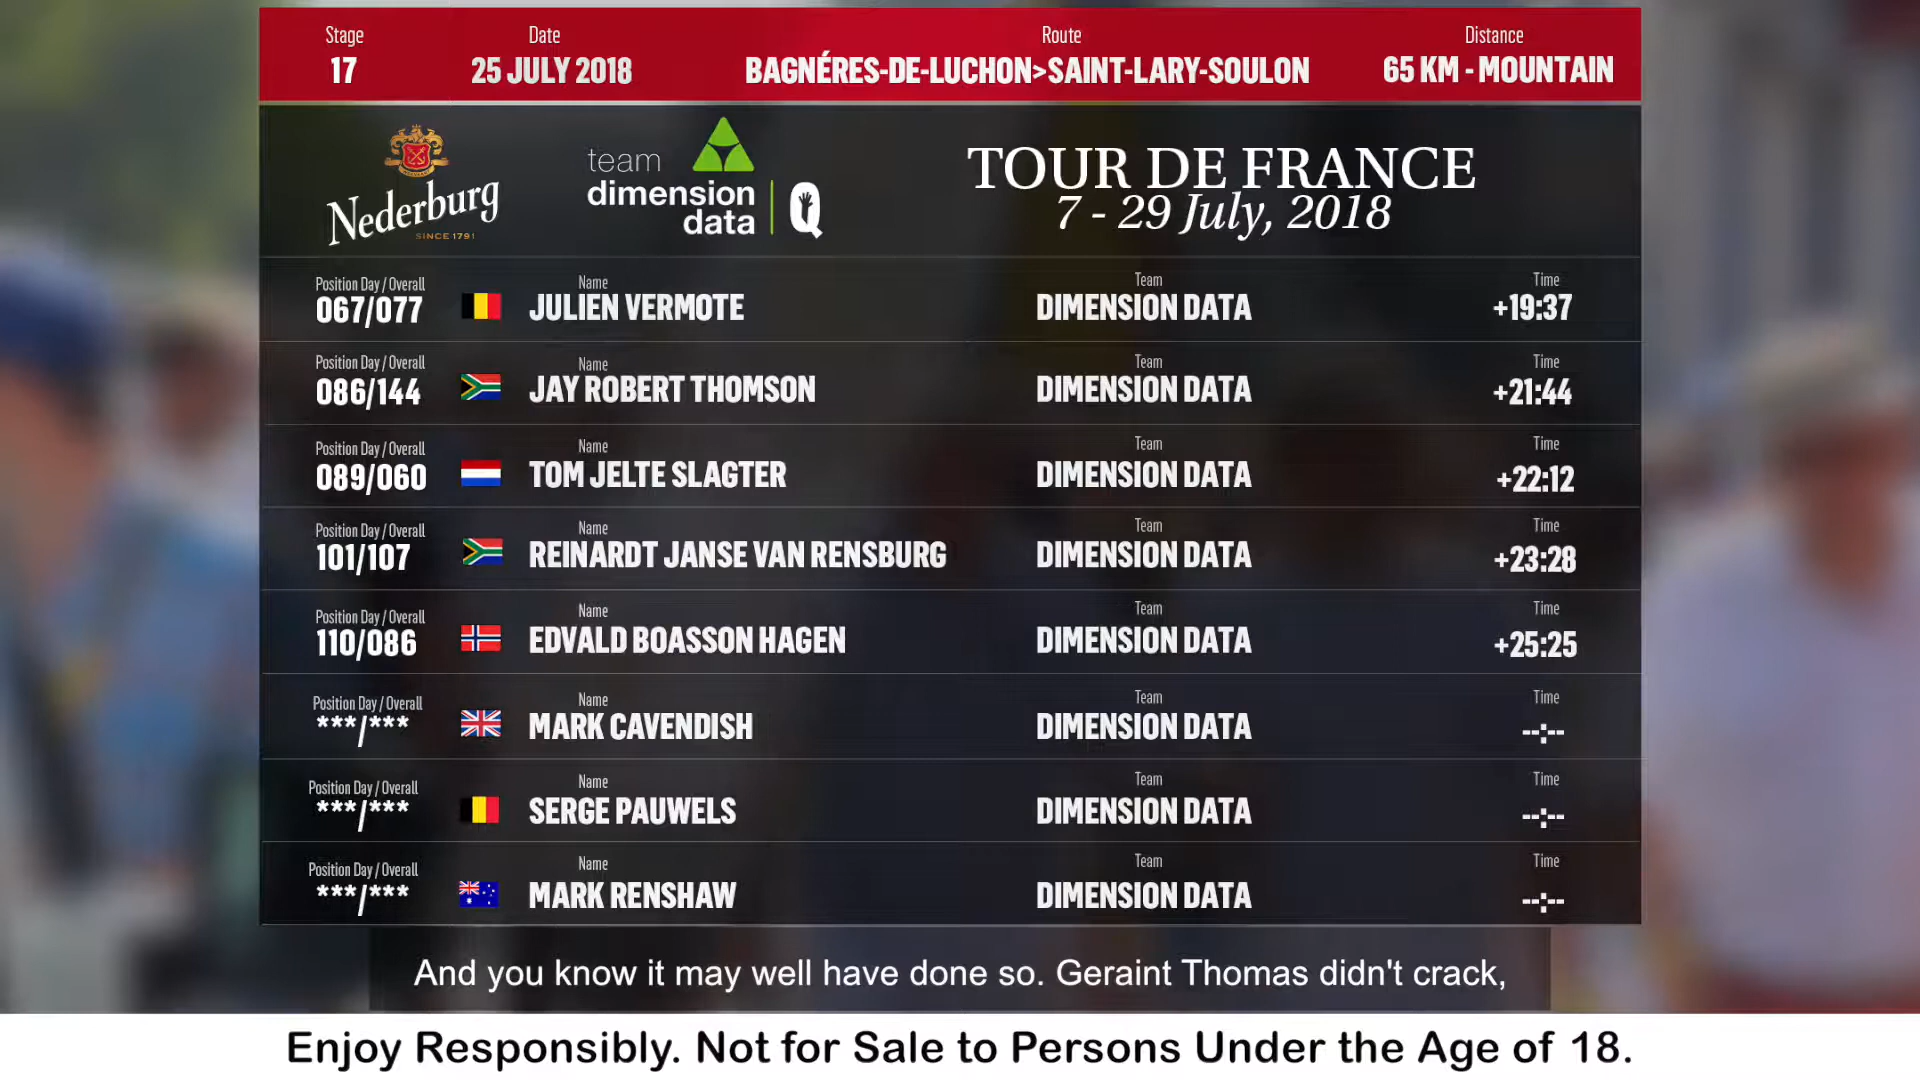 Stage Date Route Distance
17 25 JULY 2018 BAGNÉRES-DE-LUCHON>SAINT-LARY-SOULON 65 KM - MOUNTAIN
Nederburg
SINCE 1791
team
dimension
data
Q
TOUR DE FRANCE
7 - 29 July, 2018
Position Day / Overall Name Team Time
067/077 JULIEN VERMOTE DIMENSION DATA +19:37
Position Day / Overall Name Team Time
086/144 JAY ROBERT THOMSON DIMENSION DATA +21:44
Position Day / Overall Name Team Time
089/060 TOM JELTE SLAGTER DIMENSION DATA +22:12
Position Day / Overall Name Team Time
101/107 REINARDT JANSE VAN RENSBURG DIMENSION DATA +23:28
Position Day / Overall Name Team Time
110/086 EDVALD BOASSON HAGEN DIMENSION DATA +25:25
Position Day / Overall Name Team Time
***/*** MARK CAVENDISH DIMENSION DATA --:--
Position Day / Overall Name Team Time
***/*** SERGE PAUWELS DIMENSION DATA --:--
Position Day / Overall Name Team Time
***/*** MARK RENSHAW DIMENSION DATA --:--
And you know it may well have done so. Geraint Thomas didn't crack,
Enjoy Responsibly. Not for Sale to Persons Under the Age of 18.